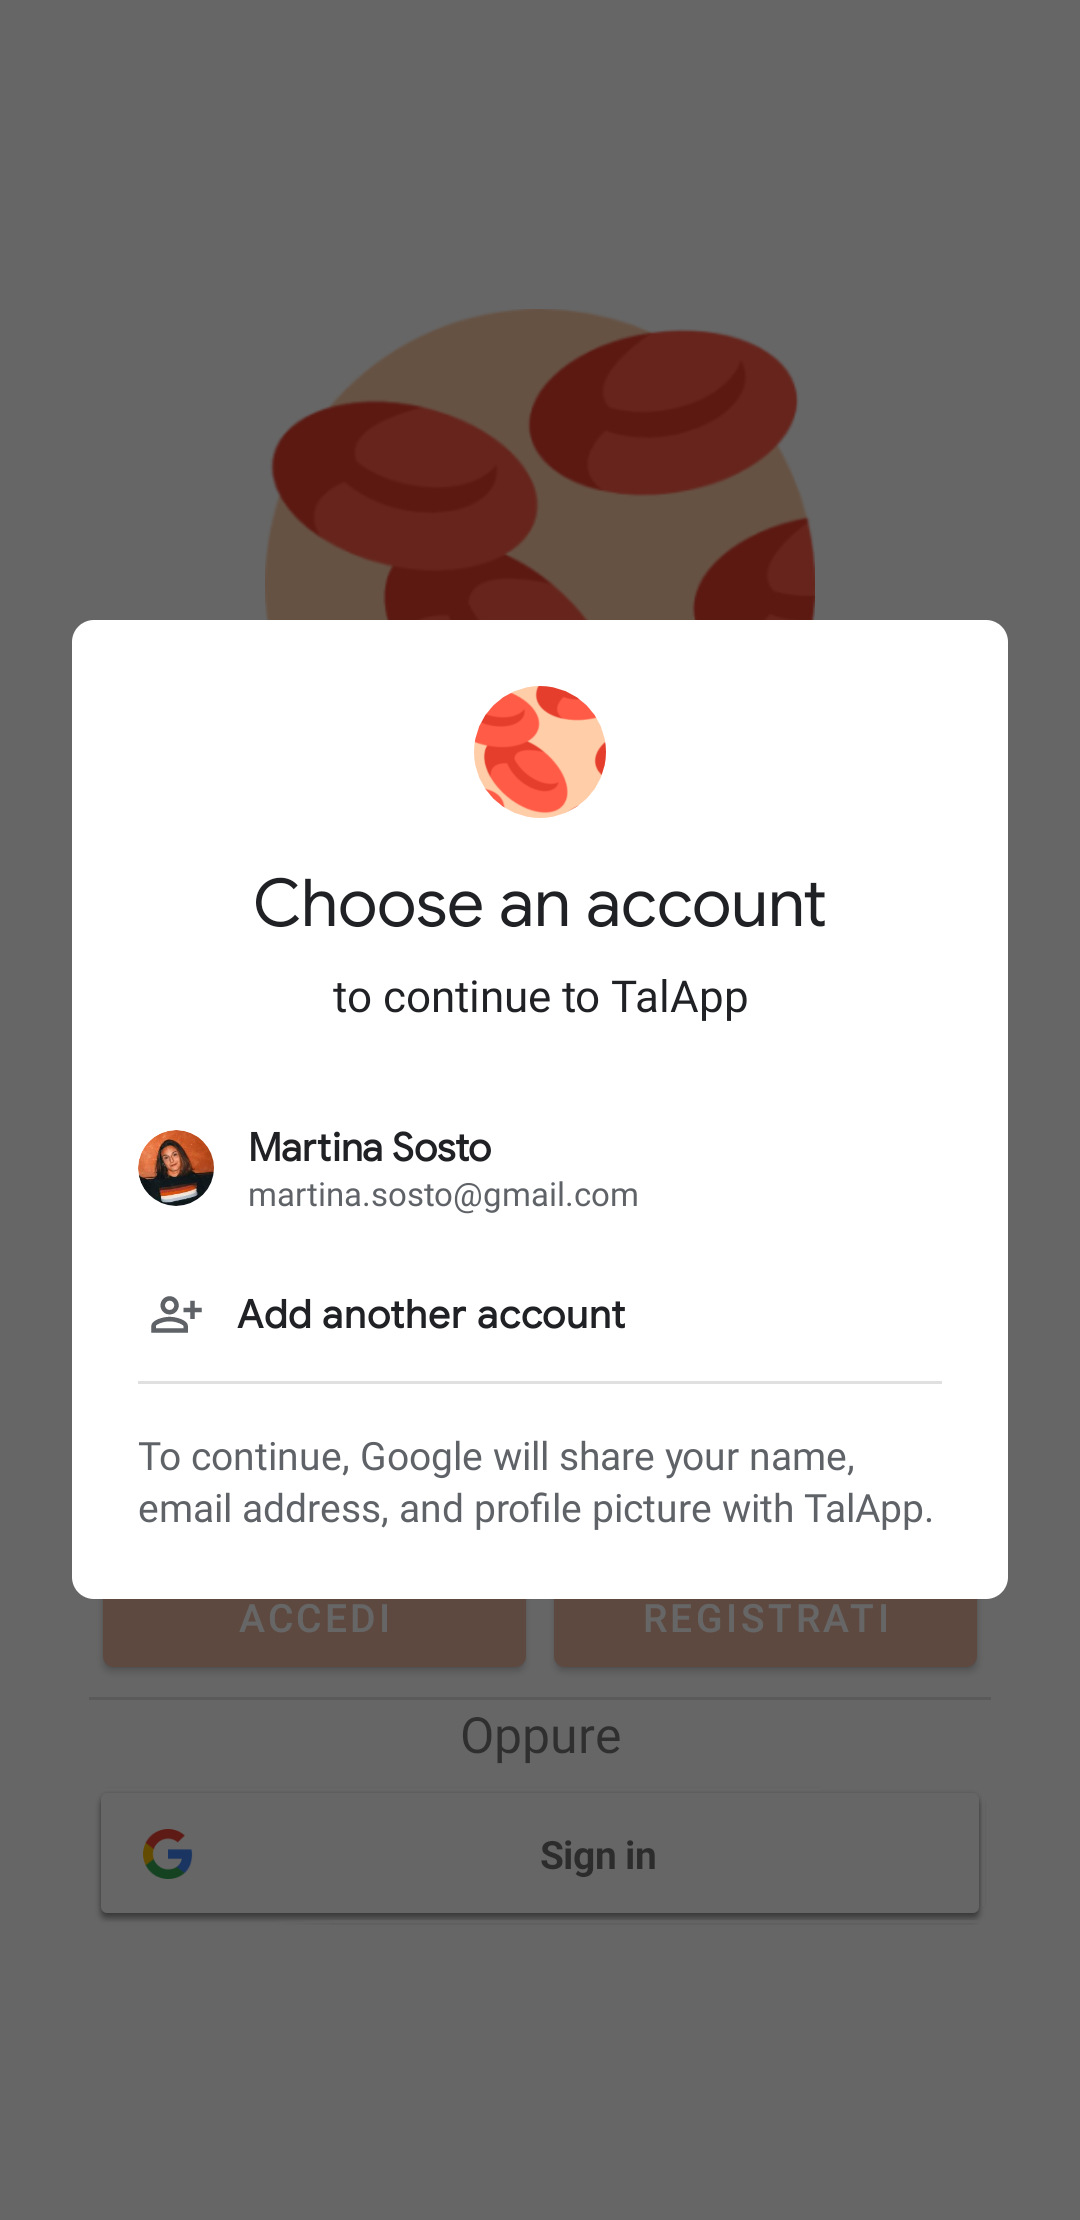 Choose an account
to continue to TalApp
Martina Sosto
martina.sosto@gmail.com
Add another account
To continue, Google will share your name,
email address, and profile picture with TalApp.
ACCEDI
REGISTRATI
Oppure
Sign in